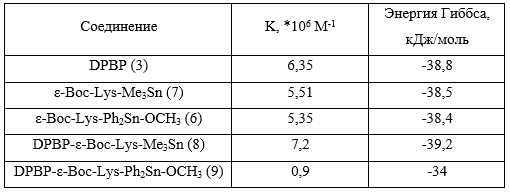 Соединение	K, *10⁶ M⁻¹	Энергия Гиббса, кДж/моль
DPBP (3)	6,35	-38,8
ε-Boc-Lys-Me₃Sn (7)	5,51	-38,5
ε-Boc-Lys-Ph₂Sn-OCH₃ (6)	5,35	-38,4
DPBP-ε-Boc-Lys-Me₃Sn (8)	7,2	-39,2
DPBP-ε-Boc-Lys-Ph₂Sn-OCH₃ (9)	0,9	-34